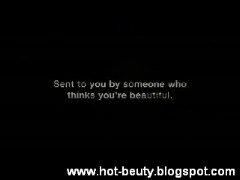 Sent to you by someone who
thinks you're beautiful.
www.hot-beuty.blogspot.com